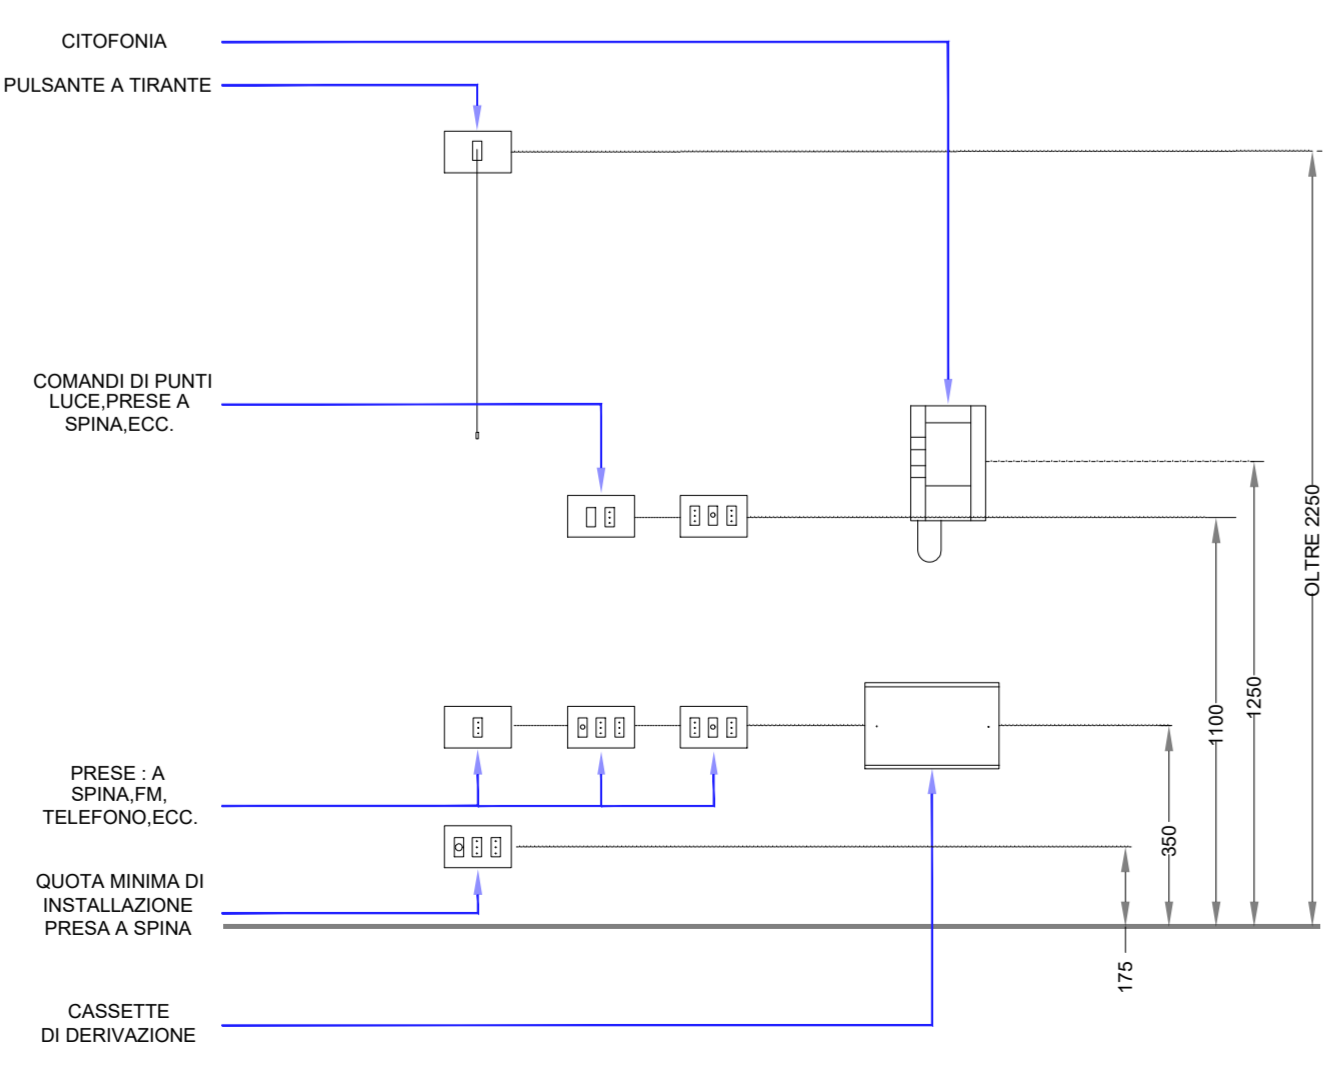 CITOFONIA
PULSANTE A TIRANTE
COMANDI DI PUNTI
LUCE,PRESE A
SPINA,ECC.
PRESE : A
SPINA,FM,
TELEFONO,ECC.
QUOTA MINIMA DI
INSTALLAZIONE
PRESA A SPINA
CASSETTE
DI DERIVAZIONE
175
350
1100
1250
OLTRE 2250